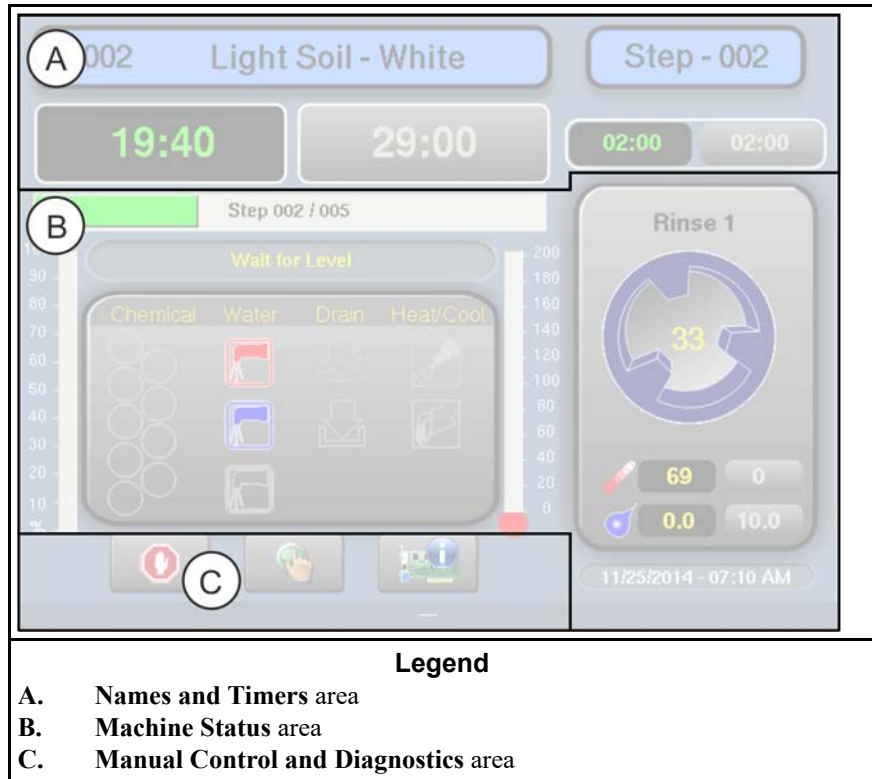 A
002 Light Soil - White
Step - 002
19:40
29:00
02:00
02:00
B
Step 002 / 005
Wait for Level
Chemical Water Drain Heat/Cool
90
80
70
60
50
40
30
20
10
%
200
180
160
140
120
100
80
60
40
20
0
Rinse 1
33
69
0
0.0
10.0
C
11/25/2014 - 07:10 AM
Legend
A. Names and Timers area
B. Machine Status area
C. Manual Control and Diagnostics area